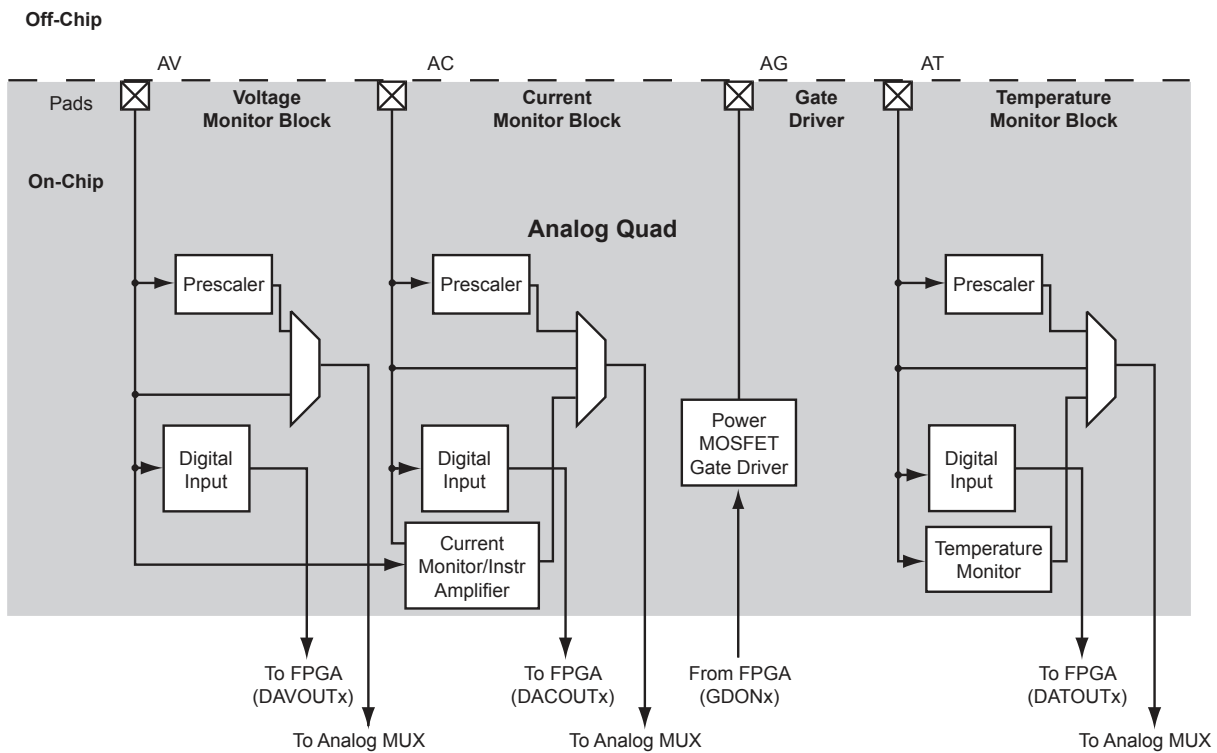 Off-Chip
AV
AC
AG
AT
Pads
Voltage
Monitor Block
Current
Monitor Block
Gate
Driver
Temperature
Monitor Block
On-Chip
Analog Quad
Prescaler
Prescaler
Prescaler
Power
MOSFET
Gate Driver
Digital
Input
Digital
Input
Digital
Input
Current
Monitor/Instr
Amplifier
Temperature
Monitor
To FPGA
(DAVOUTx)
To FPGA
(DACOUTx)
From FPGA
(GDONx)
To FPGA
(DATOUTx)
To Analog MUX
To Analog MUX
To Analog MUX